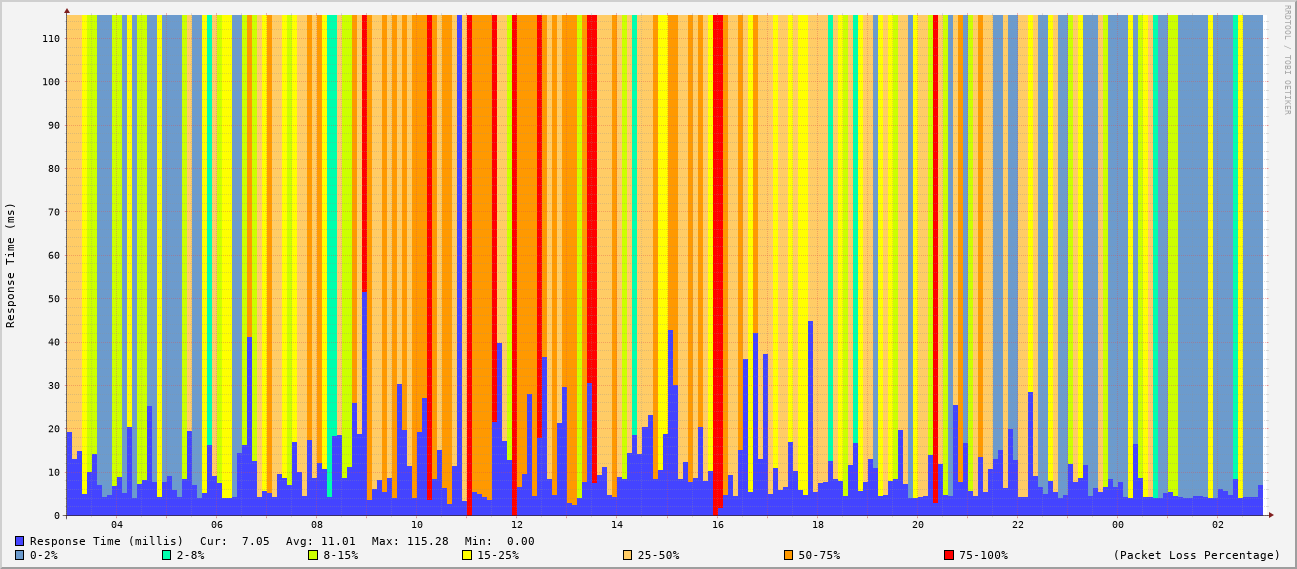 RRDTOOL / TOBI OETIKER
Response Time (ms)
110
100
90
80
70
60
50
40
30
20
10
0
04 06 08 10 12 14 16 18 20 22 00 02
Response Time (millis) Cur: 7.05 Avg: 11.01 Max: 115.28 Min: 0.00
0-2% 2-8% 8-15% 15-25% 25-50% 50-75% 75-100% (Packet Loss Percentage)